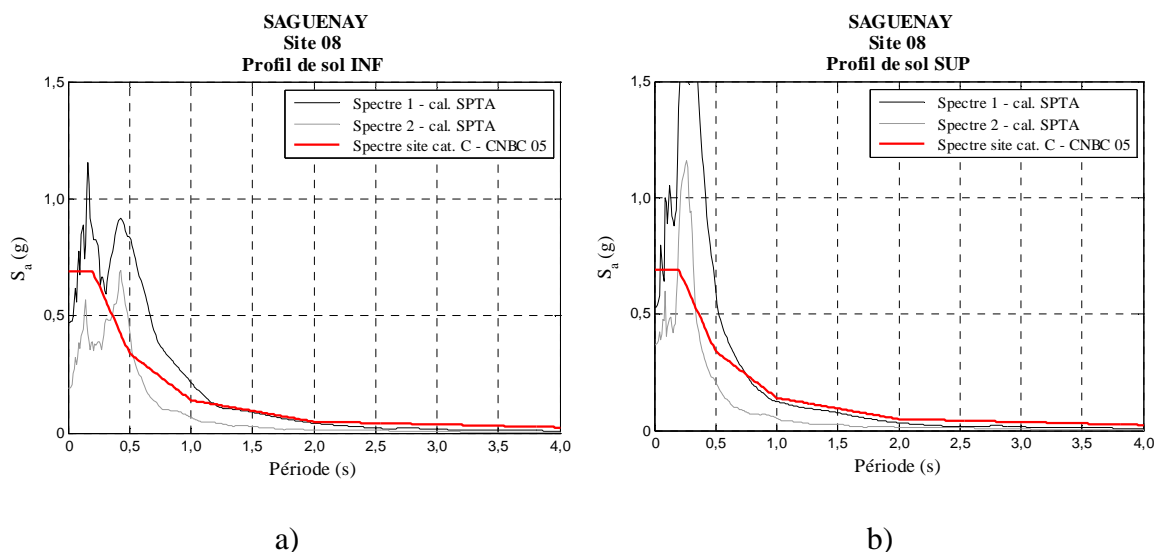 SAGUENAY
Site 08
Profil de sol INF
1,5
1,0
0,5
0
S_a (g)
Spectre 1 - cal. SPTA
Spectre 2 - cal. SPTA
Spectre site cat. C - CNBC 05
0 0,5 1,0 1,5 2,0 2,5 3,0 3,5 4,0
Période (s)
a)
SAGUENAY
Site 08
Profil de sol SUP
1,5
1,0
0,5
0
S_a (g)
Spectre 1 - cal. SPTA
Spectre 2 - cal. SPTA
Spectre site cat. C - CNBC 05
0 0,5 1,0 1,5 2,0 2,5 3,0 3,5 4,0
Période (s)
b)